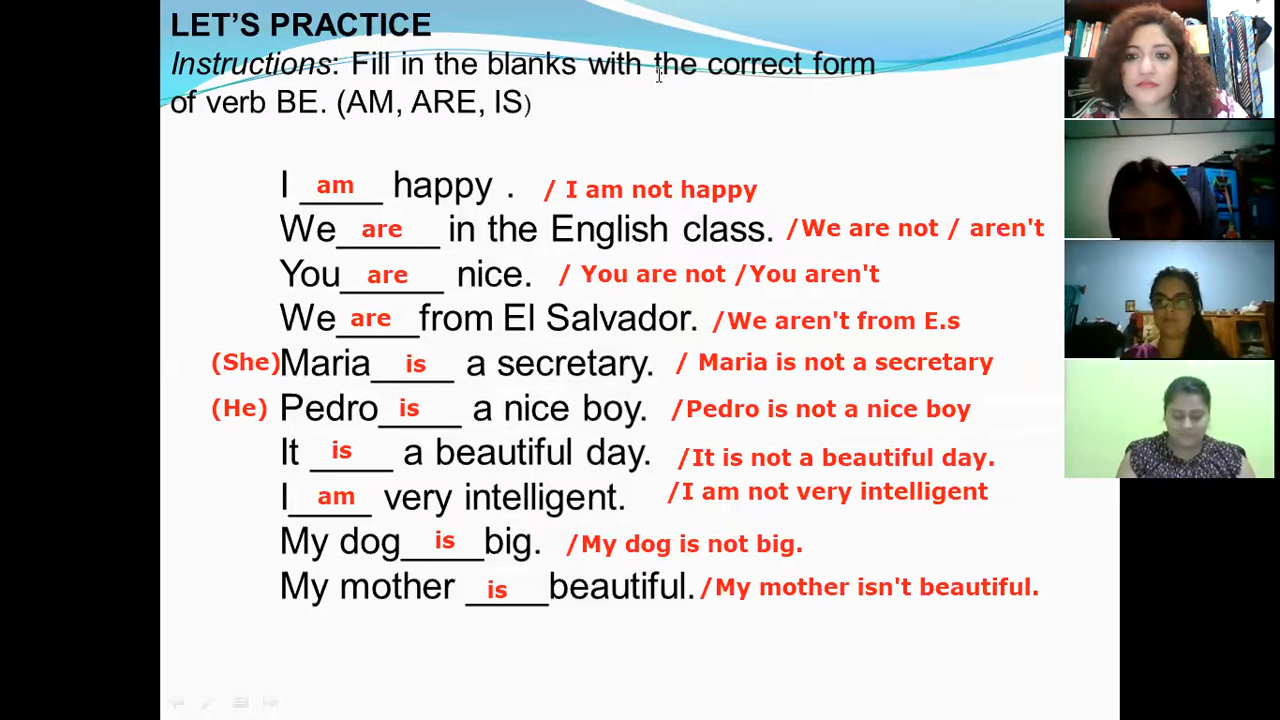 LET'S PRACTICE
Instructions: Fill in the blanks with the correct form
of verb BE. (AM, ARE, IS)
I am happy . / I am not happy
We are in the English class. /We are not / aren't
You are nice. / You are not /You aren't
We are from El Salvador. /We aren't from E.s
(She) Maria is a secretary. / Maria is not a secretary
(He) Pedro is a nice boy. /Pedro is not a nice boy
It is a beautiful day. /It is not a beautiful day.
I am very intelligent. /I am not very intelligent
My dog is big. /My dog is not big.
My mother is beautiful. /My mother isn't beautiful.